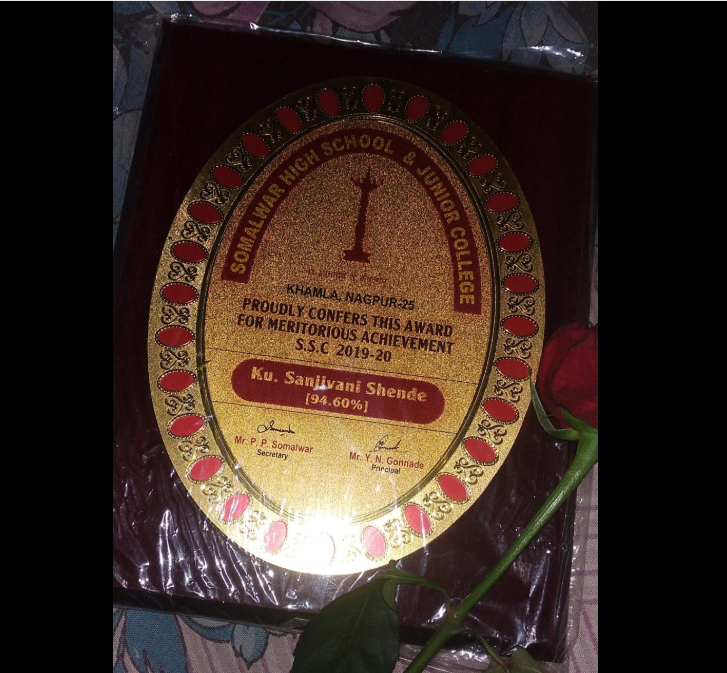 SOMALWAR HIGH SCHOOL & JUNIOR COLLEGE
KHAMLA, NAGPUR-25
PROUDLY CONFERS THIS AWARD
FOR MERITORIOUS ACHIEVEMENT
S.S.C 2019-20
Ku. Sanjivani Shende
[94.60%]
Mr. P. P. Somalwar
Secretary
Mr. Y. N. Gonnade
Principal